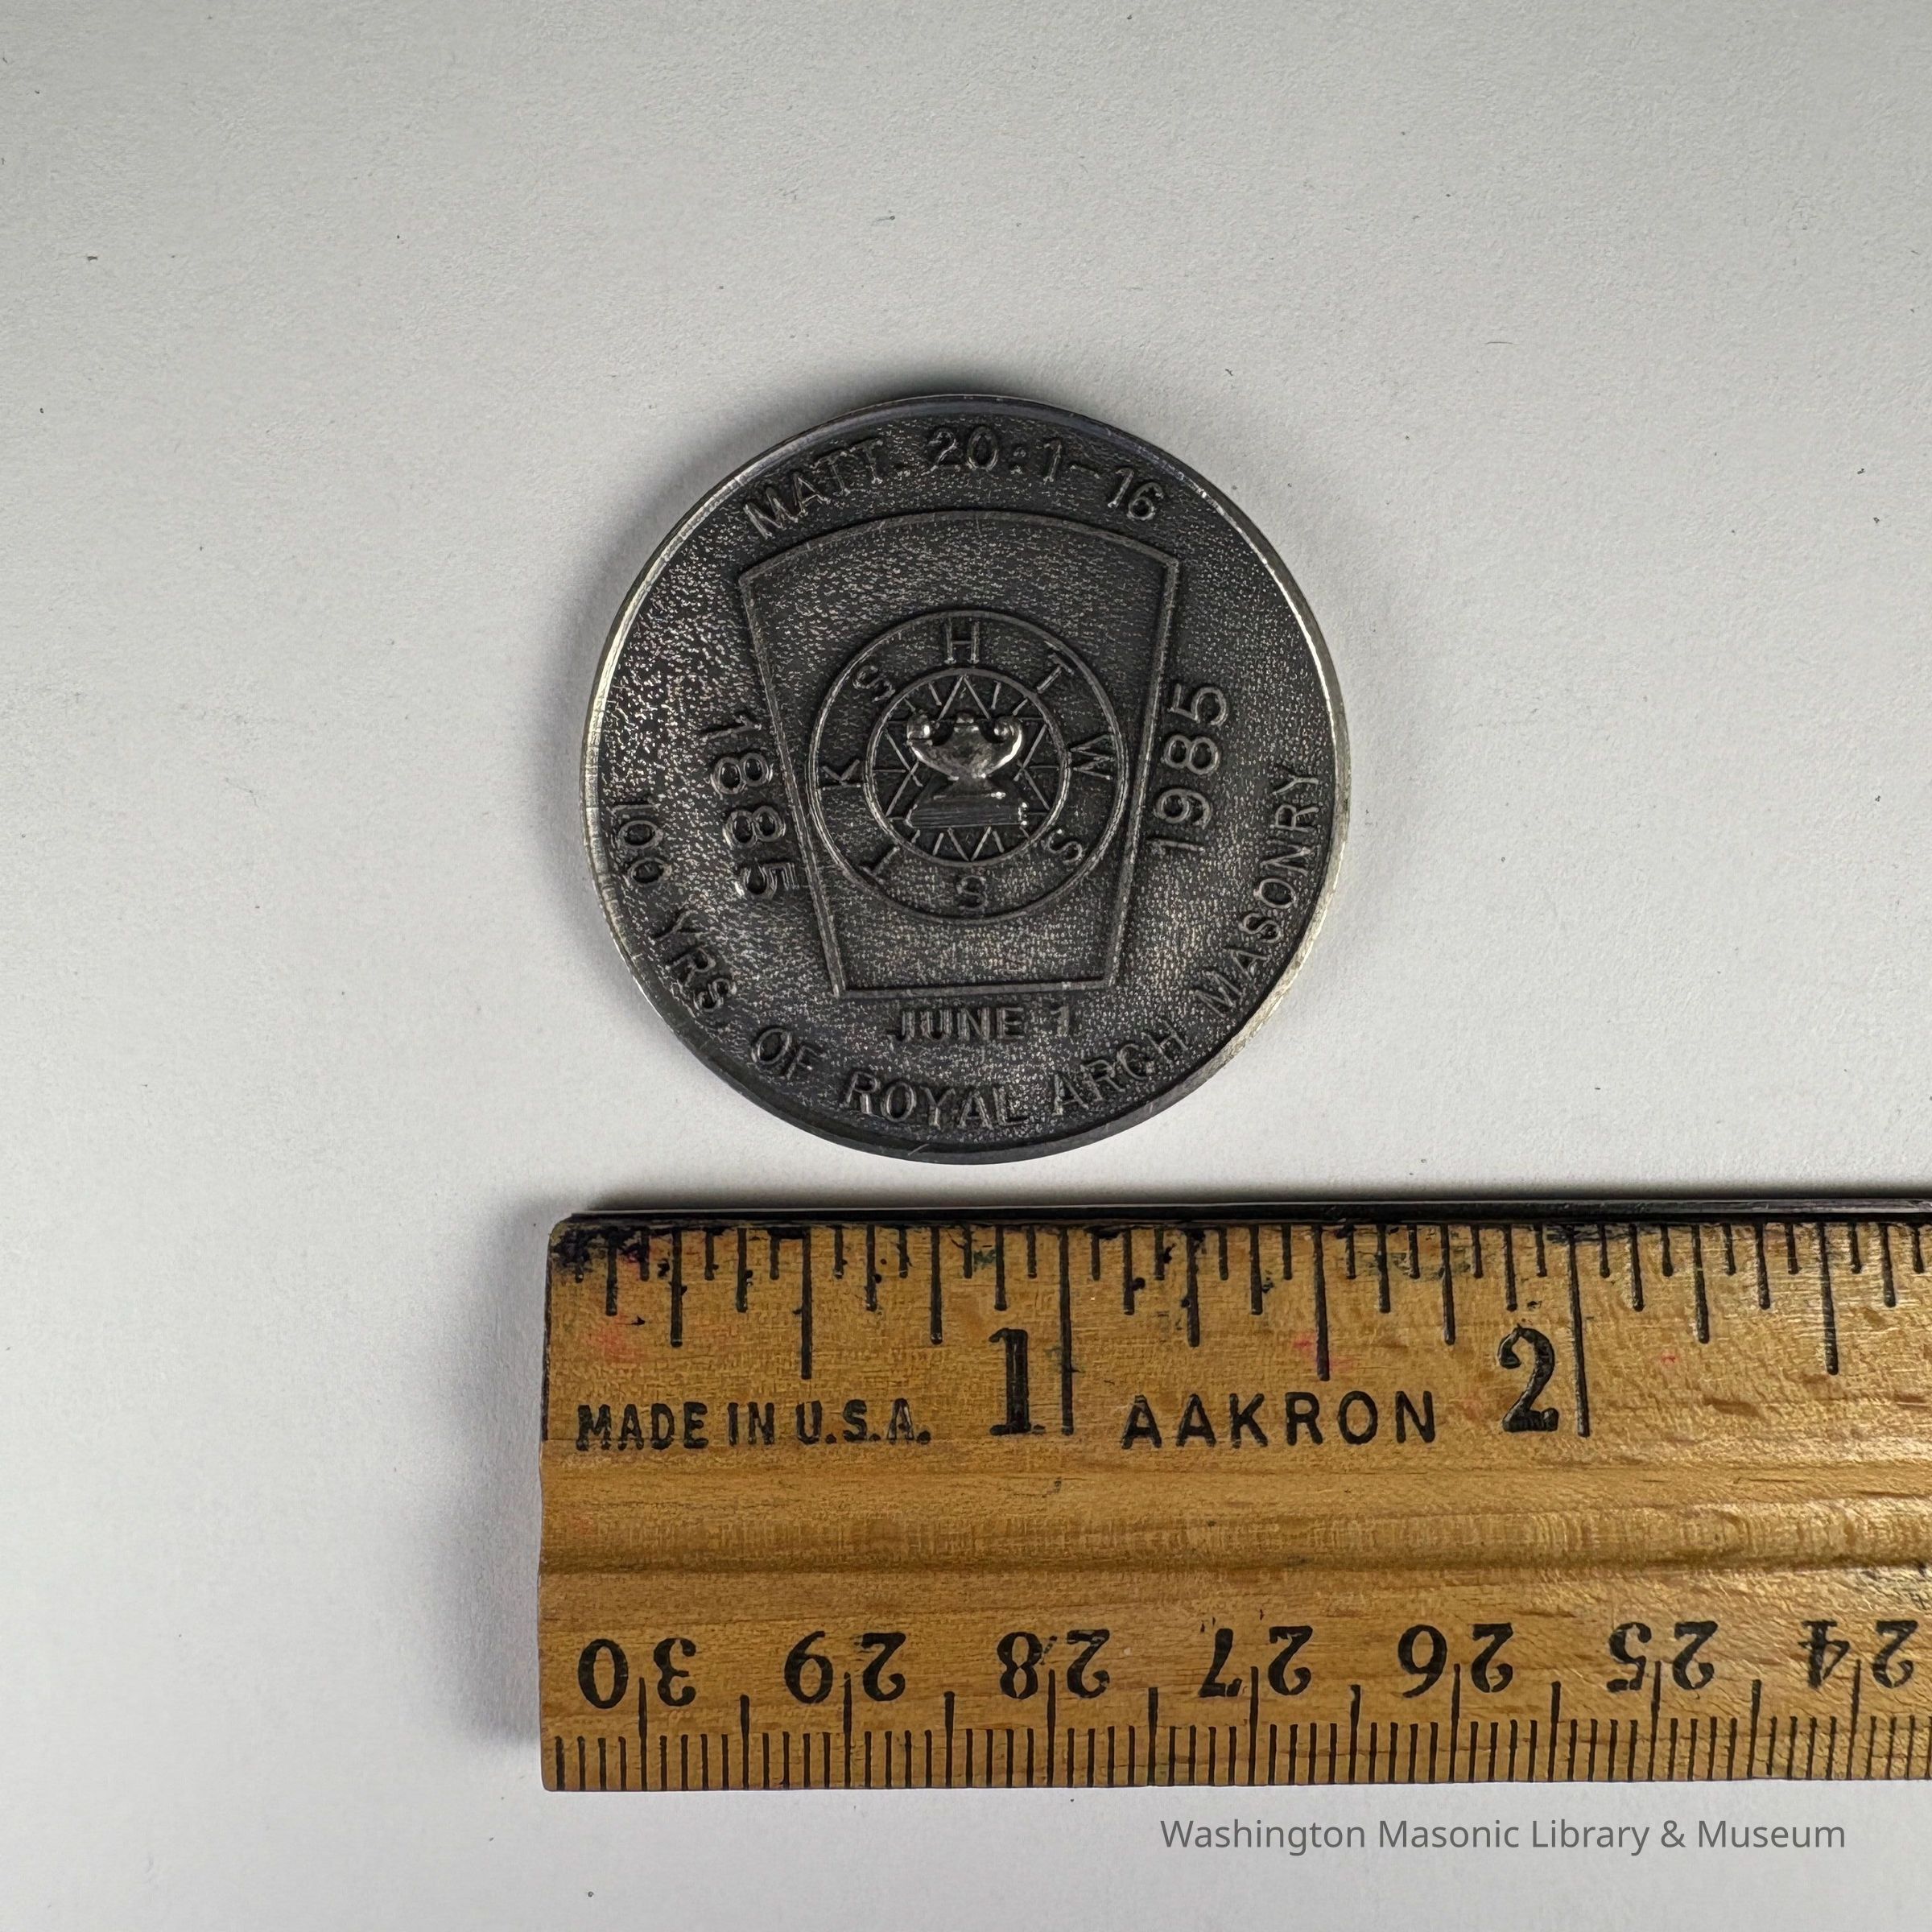 MATT. 20:1-16
H T W S S T K S
1885
1985
JUNE 1
100 YRS. OF ROYAL ARCH MASONRY
1 2
MADE IN U.S.A. AAKRON
30 29 28 27 26 25 24
Washington Masonic Library & Museum